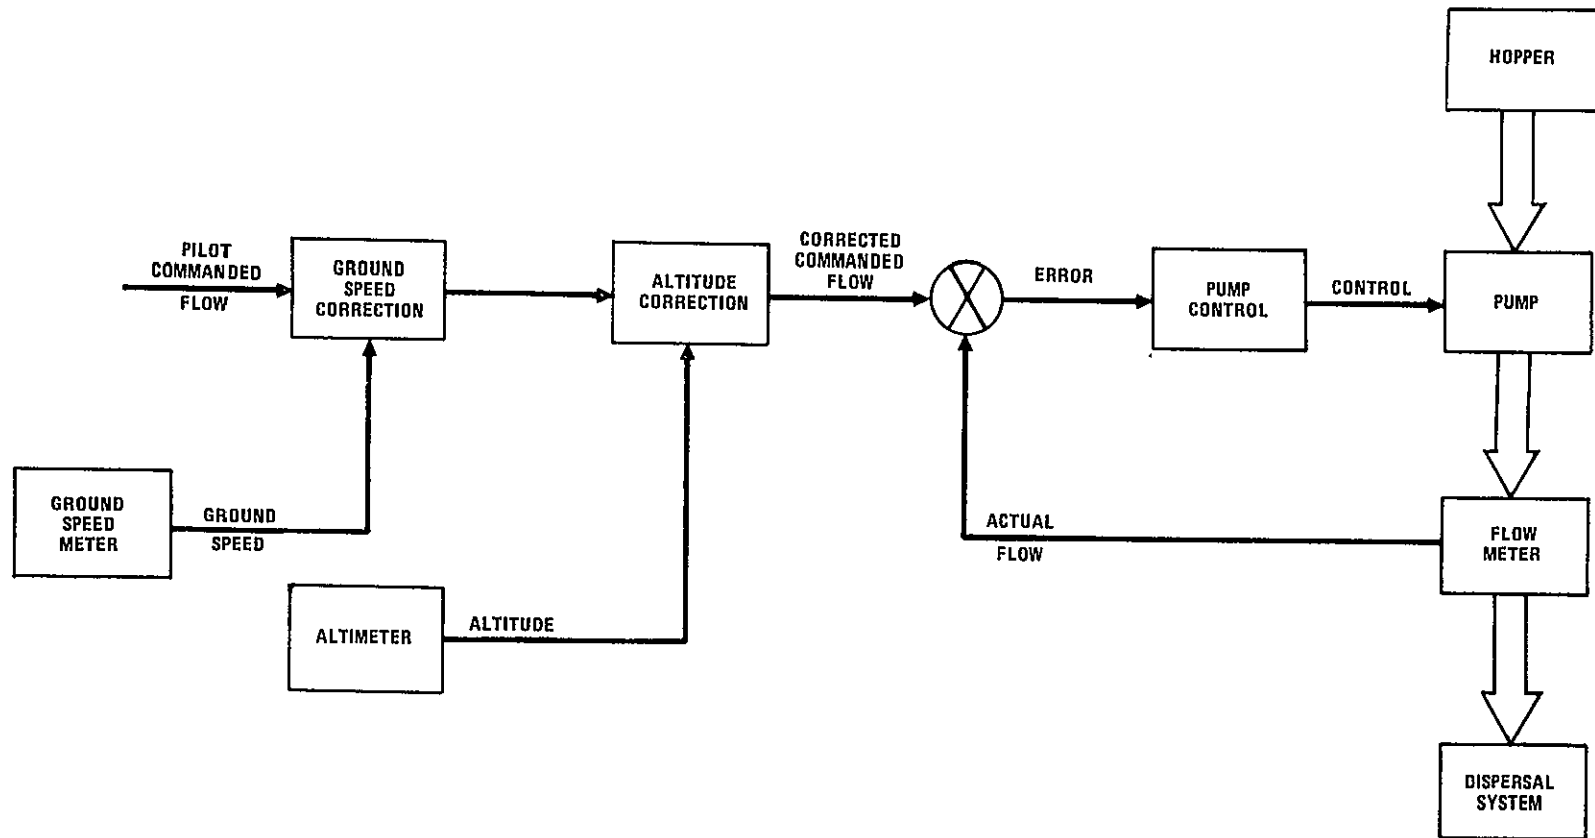 HOPPER
PILOT
COMMANDED
FLOW
GROUND
SPEED
CORRECTION
ALTITUDE
CORRECTION
CORRECTED
COMMANDED
FLOW
ERROR
PUMP
CONTROL
CONTROL
PUMP
GROUND
SPEED
METER
GROUND
SPEED
ACTUAL
FLOW
FLOW
METER
ALTIMETER
ALTITUDE
DISPERSAL
SYSTEM